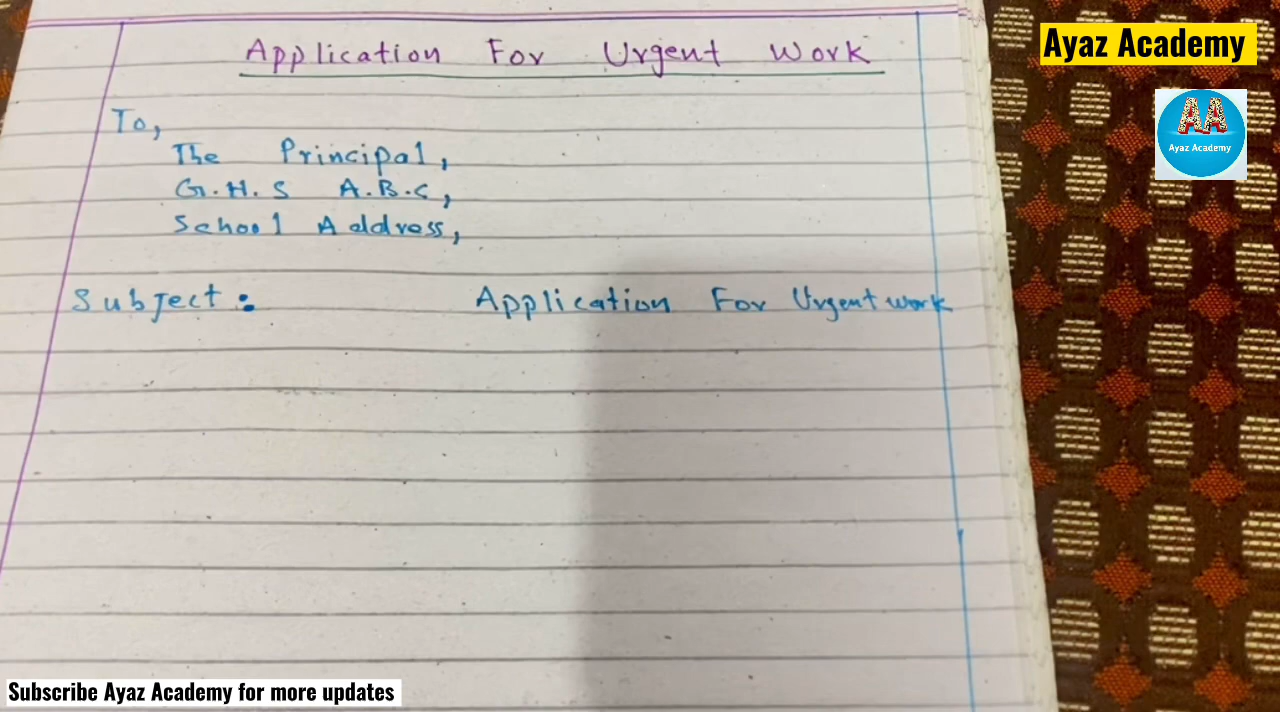 Application For Urgent Work
Ayaz Academy
AA
Ayaz Academy
To,
The Principal,
G.H.S A.B.C,
School Address,
Subject: Application For Urgent work
Subscribe Ayaz Academy for more updates